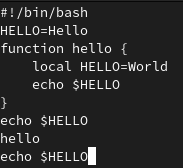 #!/bin/bash
HELLO=Hello
function hello {
    local HELLO=World
    echo $HELLO
}
echo $HELLO
hello
echo $HELLO